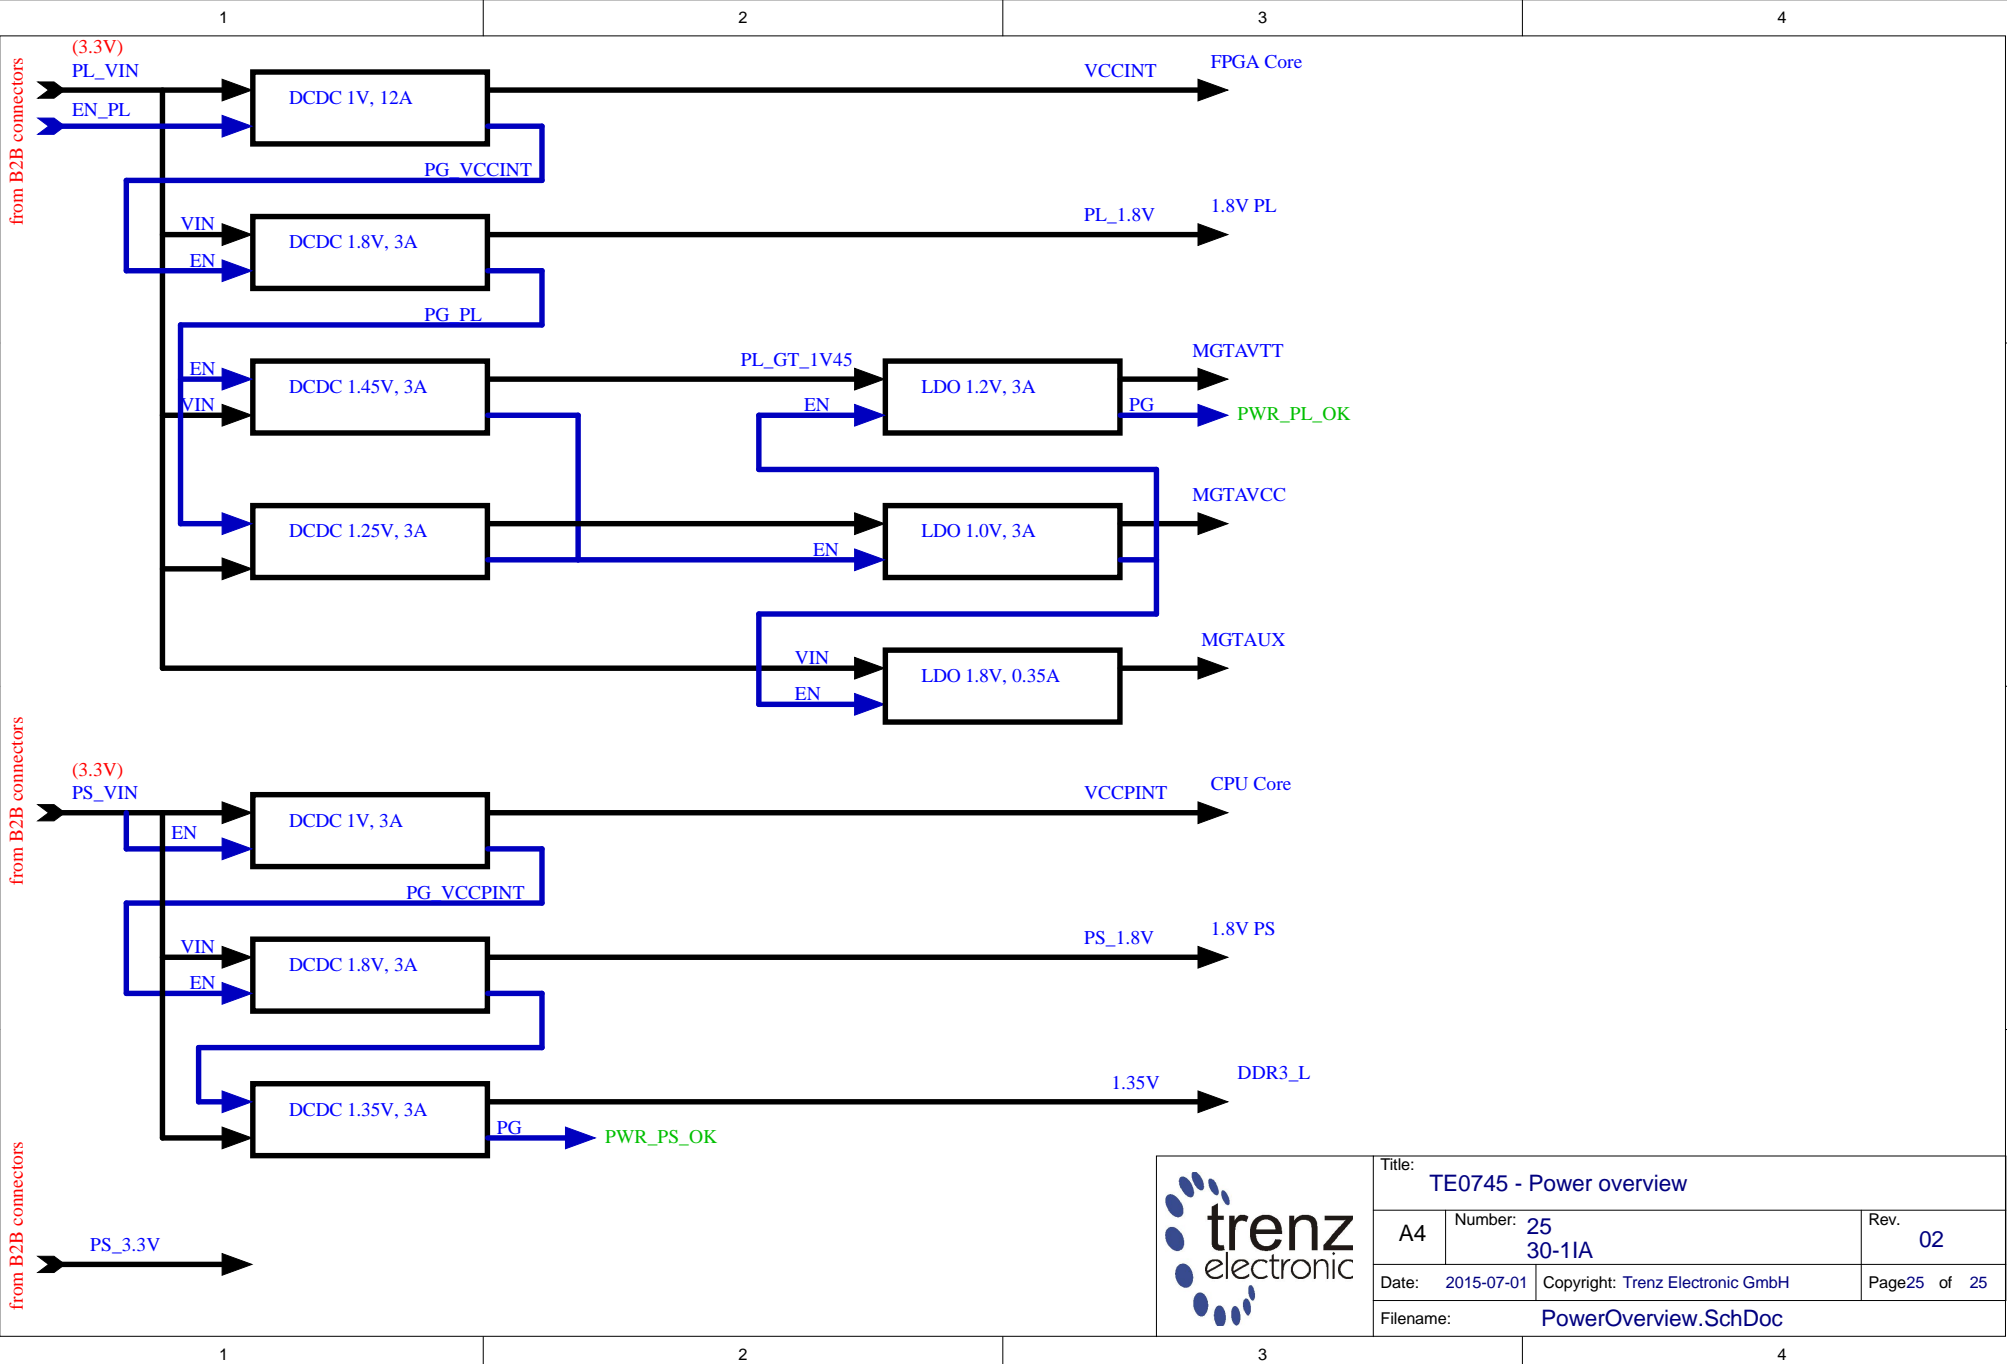 1 2 3 4
(3.3V)
PL_VIN
EN_PL
from B2B connectors
DCDC 1V, 12A
VCCINT
FPGA Core
PG_VCCINT
VIN
EN
DCDC 1.8V, 3A
PL_1.8V
1.8V PL
PG_PL
EN
VIN
DCDC 1.45V, 3A
PL_GT_1V45
EN
LDO 1.2V, 3A
MGTAVTT
PG
PWR_PL_OK
DCDC 1.25V, 3A
EN
LDO 1.0V, 3A
MGTAVCC
VIN
EN
LDO 1.8V, 0.35A
MGTAUX
from B2B connectors
(3.3V)
PS_VIN
EN
DCDC 1V, 3A
VCCPINT
CPU Core
PG_VCCPINT
VIN
EN
DCDC 1.8V, 3A
PS_1.8V
1.8V PS
DCDC 1.35V, 3A
1.35V
DDR3_L
PG
PWR_PS_OK
from B2B connectors
PS_3.3V
trenz
electronic
Title:
TE0745 - Power overview
A4
Number: 25
30-1IA
Rev.
02
Date: 2015-07-01
Copyright: Trenz Electronic GmbH
Page25 of 25
Filename: PowerOverview.SchDoc
1 2 3 4